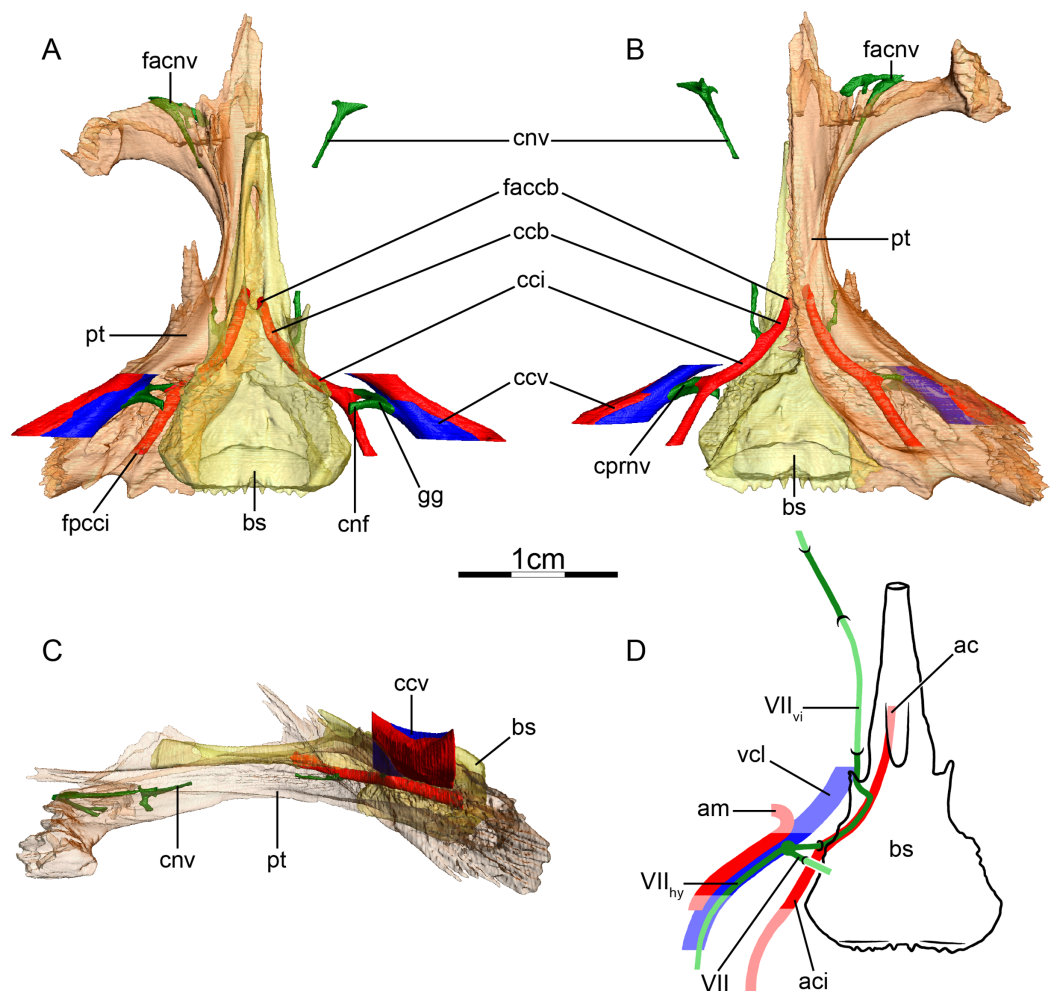 A
B
facnv
facnv
cnv
faccb
ccb
pt
cci
pt
ccv
cprnv
bs
fpcci
bs
cnf
gg
1cm
C
D
ccv
ac
bs
VIIvi
vcl
am
bs
cnv
pt
VIIhy
VII
aci